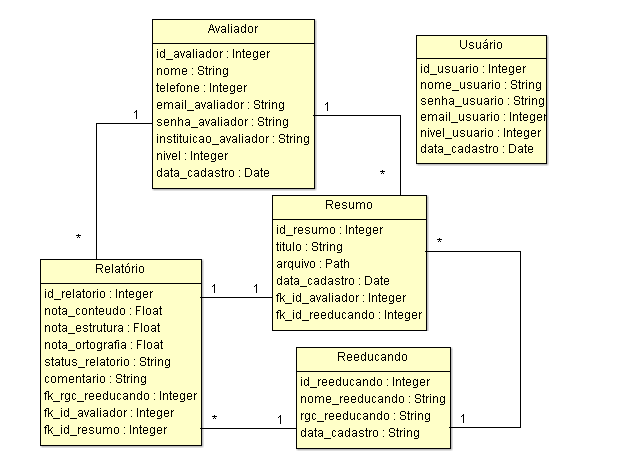 Avaliador
id_avaliador : Integer
nome : String
telefone : Integer
email_avaliador : String
senha_avaliador : String
instituicao_avaliador : String
nivel : Integer
data_cadastro : Date
Usuário
id_usuario : Integer
nome_usuario : String
senha_usuario : String
email_usuario : Integer
nivel_usuario : Integer
data_cadastro : Date
1
1
*
*
Resumo
id_resumo : Integer
titulo : String
arquivo : Path
data_cadastro : Date
fk_id_avaliador : Integer
fk_id_reeducando : Integer
*
Relatório
id_relatorio : Integer
nota_conteudo : Float
nota_estrutura : Float
nota_ortografia : Float
status_relatorio : String
comentario : String
fk_rgc_reeducando : Integer
fk_id_avaliador : Integer
fk_id_resumo : Integer
1
1
Reeducando
id_reeducando : Integer
nome_reeducando : String
rgc_reeducando : String
data_cadastro : String
*
1
1